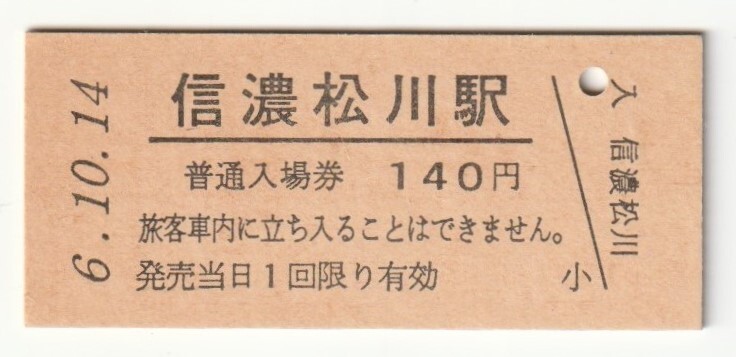 6.10.14
信濃松川駅
普通入場券 140円
旅客車内に立ち入ることはできません。
発売当日1回限り有効
小
入 信濃松川